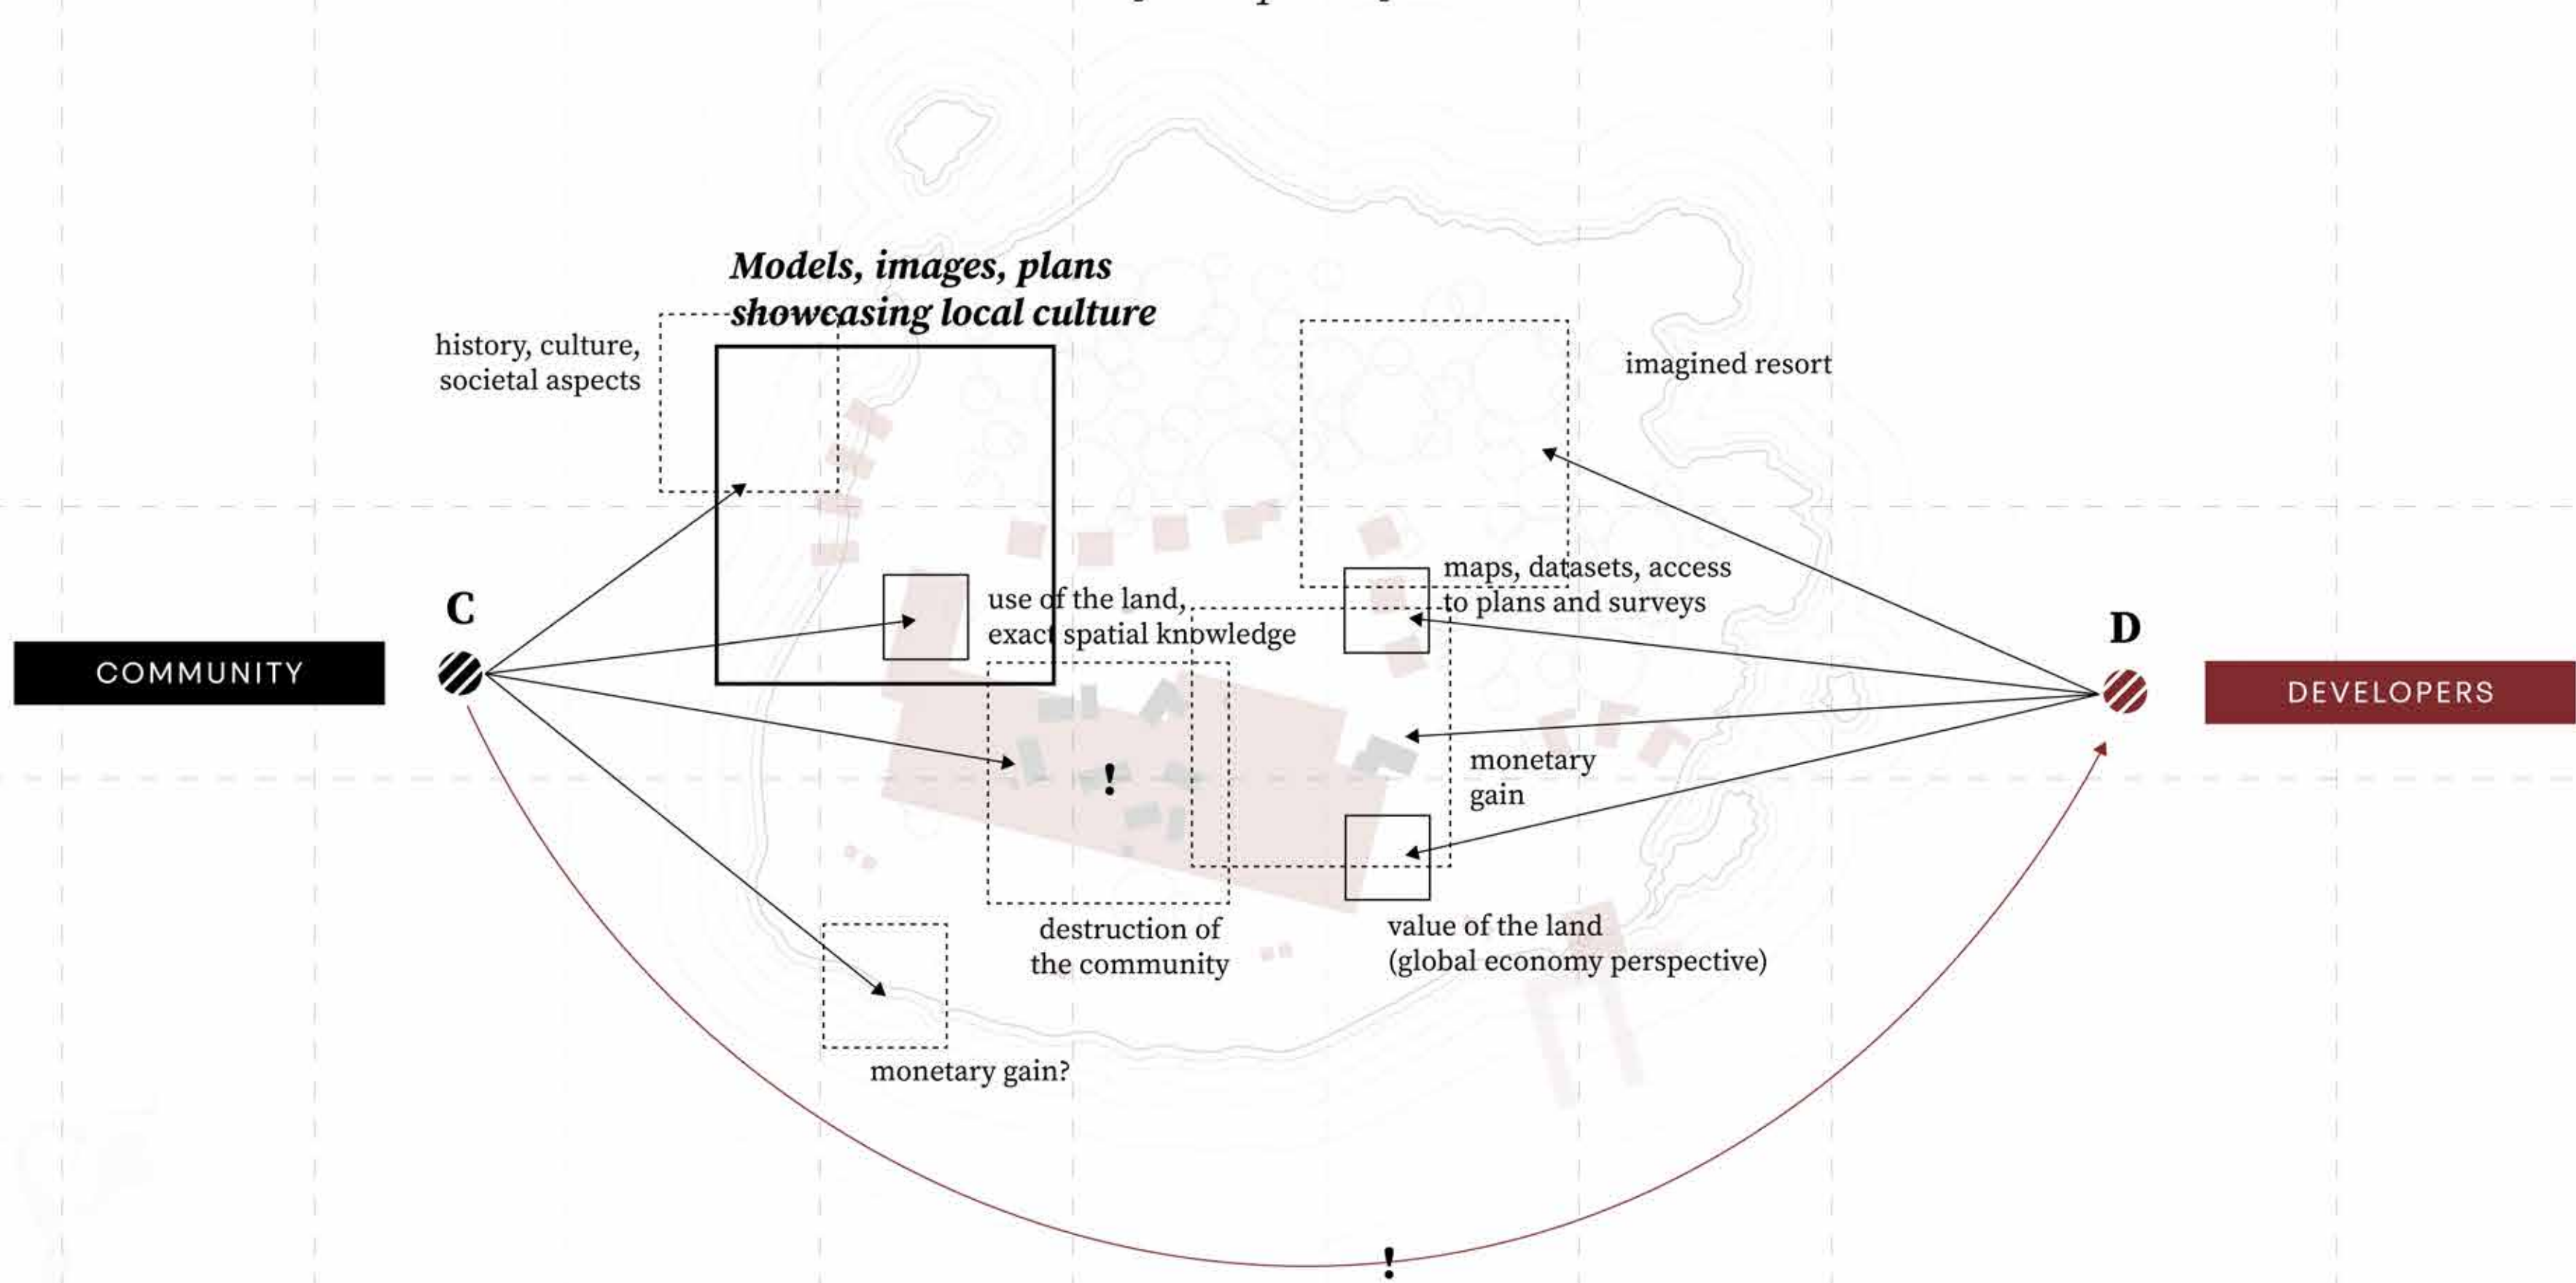 Models, images, plans
showcasing local culture
history, culture,
societal aspects
imagined resort
maps, datasets, access
to plans and surveys
use of the land,
exact spatial knowledge
C
D
COMMUNITY
DEVELOPERS
monetary
gain
!
destruction of
the community
value of the land
(global economy perspective)
monetary gain?
!